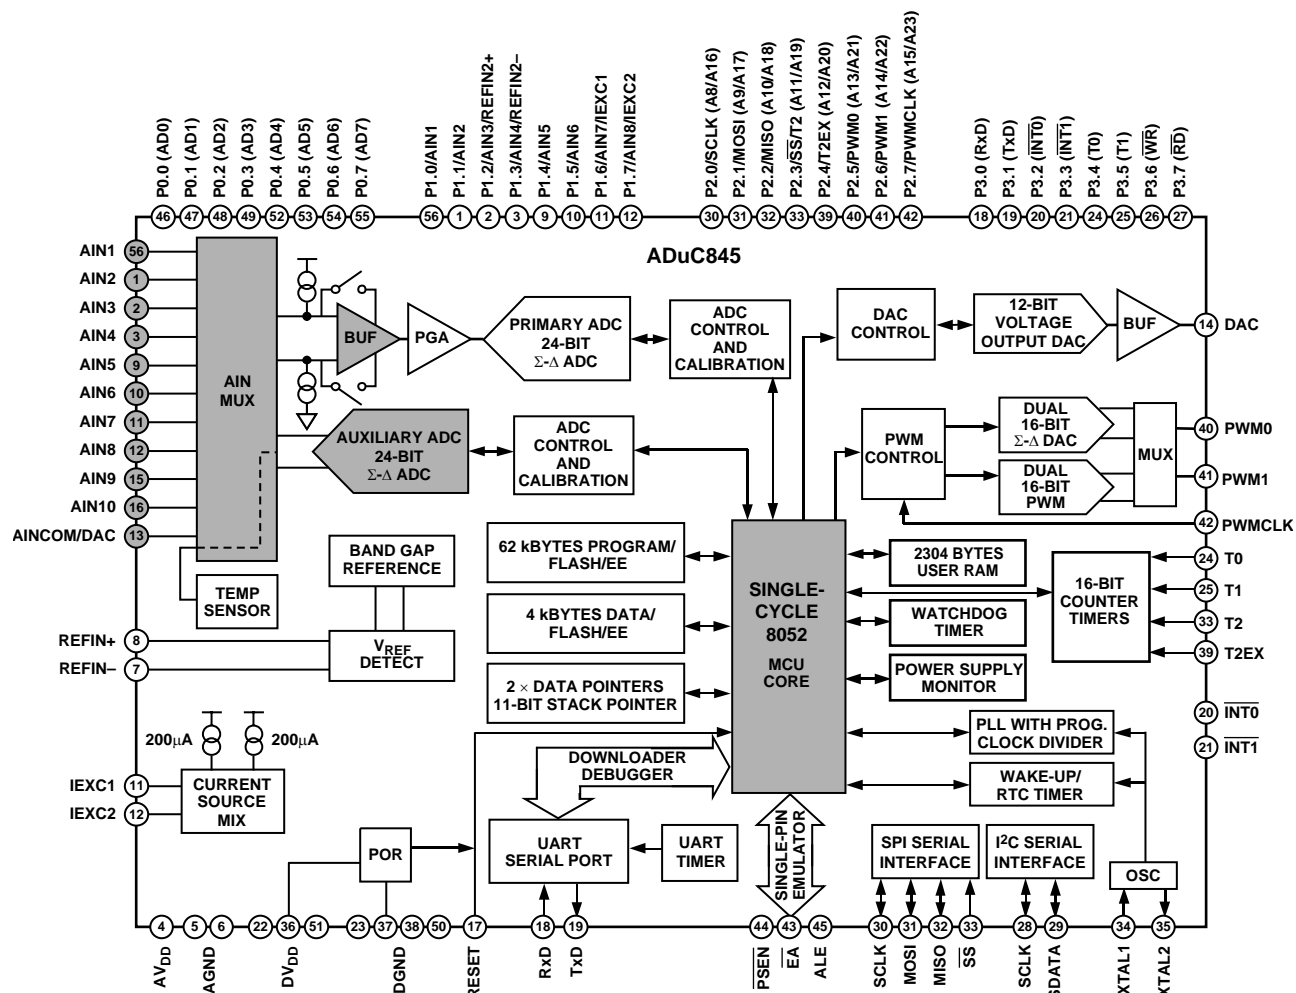 P0.0 (AD0)
P0.1 (AD1)
P0.2 (AD2)
P0.3 (AD3)
P0.4 (AD4)
P0.5 (AD5)
P0.6 (AD6)
P0.7 (AD7)
P1.0/AIN1
P1.1/AIN2
P1.2/AIN3/REFIN2+
P1.3/AIN4/REFIN2–
P1.4/AIN5
P1.5/AIN6
P1.6/AIN7/IEXC1
P1.7/AIN8/IEXC2
P2.0/SCLK (A8/A16)
P2.1/MOSI (A9/A17)
P2.2/MISO (A10/A18)
P2.3/SS/T2 (A11/A19)
P2.4/T2EX (A12/A20)
P2.5/PWM0 (A13/A21)
P2.6/PWM1 (A14/A22)
P2.7/PWMCLK (A15/A23)
P3.0 (RxD)
P3.1 (TxD)
P3.2 (INT0)
P3.3 (INT1)
P3.4 (T0)
P3.5 (T1)
P3.6 (WR)
P3.7 (RD)
46 47 48 49 52 53 54 55 56 1 2 3 9 10 11 12 30 31 32 33 39 40 41 42 18 19 20 21 24 25 26 27
ADuC845
AIN1 56
AIN2 1
AIN3 2
AIN4 3
AIN5 9
AIN6 10
AIN7 11
AIN8 12
AIN9 15
AIN10 16
AINCOM/DAC 13
AIN
MUX
BUF
PGA
PRIMARY ADC
24-BIT
Σ-Δ ADC
ADC
CONTROL
AND
CALIBRATION
DAC
CONTROL
12-BIT
VOLTAGE
OUTPUT DAC
BUF
14 DAC
AUXILIARY ADC
24-BIT
Σ-Δ ADC
ADC
CONTROL
AND
CALIBRATION
PWM
CONTROL
DUAL
16-BIT
Σ-Δ DAC
DUAL
16-BIT
PWM
MUX
40 PWM0
41 PWM1
42 PWMCLK
TEMP
SENSOR
BAND GAP
REFERENCE
VREF
DETECT
REFIN+ 8
REFIN– 7
62 kBYTES PROGRAM/
FLASH/EE
4 kBYTES DATA/
FLASH/EE
2 × DATA POINTERS
11-BIT STACK POINTER
SINGLE-
CYCLE
8052
MCU
CORE
2304 BYTES
USER RAM
WATCHDOG
TIMER
POWER SUPPLY
MONITOR
16-BIT
COUNTER
TIMERS
24 T0
25 T1
33 T2
39 T2EX
20 INT0
21 INT1
PLL WITH PROG.
CLOCK DIVIDER
WAKE-UP/
RTC TIMER
200μA
200μA
IEXC1 11
IEXC2 12
CURRENT
SOURCE
MIX
DOWNLOADER
DEBUGGER
POR
UART
SERIAL PORT
UART
TIMER
SINGLE-PIN
EMULATOR
SPI SERIAL
INTERFACE
I2C SERIAL
INTERFACE
OSC
4 5 6 22 36 51 23 37 38 50 17 18 19 44 43 45 30 31 32 33 28 29 34 35
AVDD
AGND
DVDD
DGND
RESET
RxD
TxD
PSEN
EA
ALE
SCLK
MOSI
MISO
SS
SCLK
SDATA
XTAL1
XTAL2